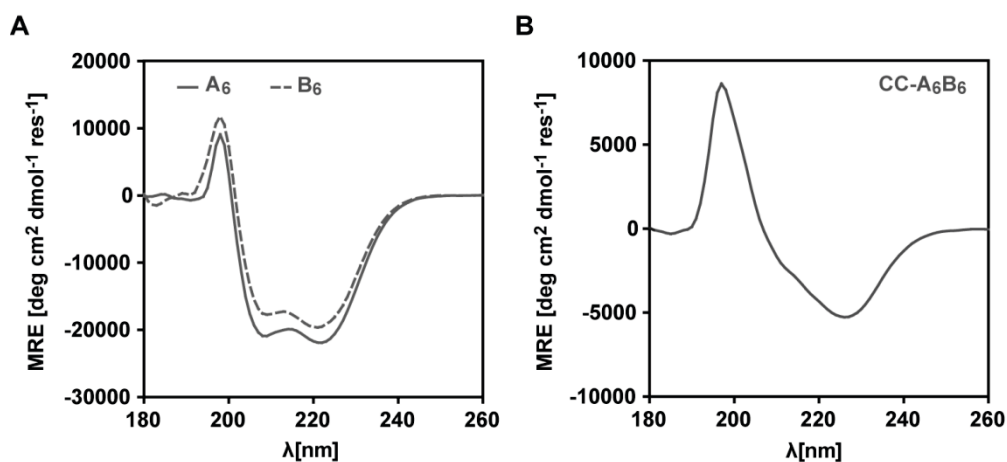 A
MRE [deg cm² dmol⁻¹ res⁻¹]
20000
10000
0
-10000
-20000
-30000
A₆ B₆
180 200 220 240 260
λ[nm]
B
MRE [deg cm² dmol⁻¹ res⁻¹]
10000
5000
0
-5000
-10000
CC-A₆B₆
180 200 220 240 260
λ[nm]